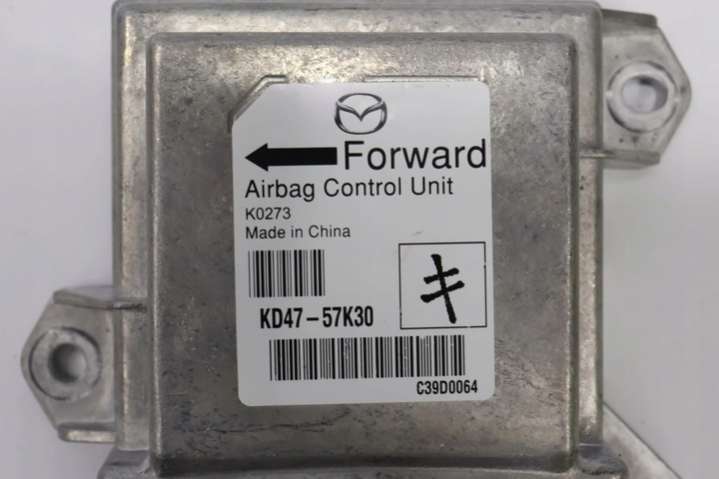 Forward
Airbag Control Unit
K0273
Made in China
キ
KD47-57K30
C39D0064